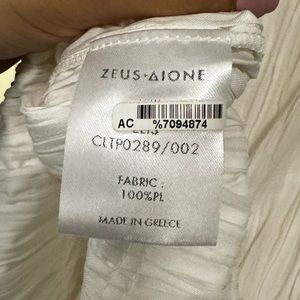 ZEUS+ΔIONE
AC %7094874
CLTP0289/002
FABRIC :
100%PL
MADE IN GREECE